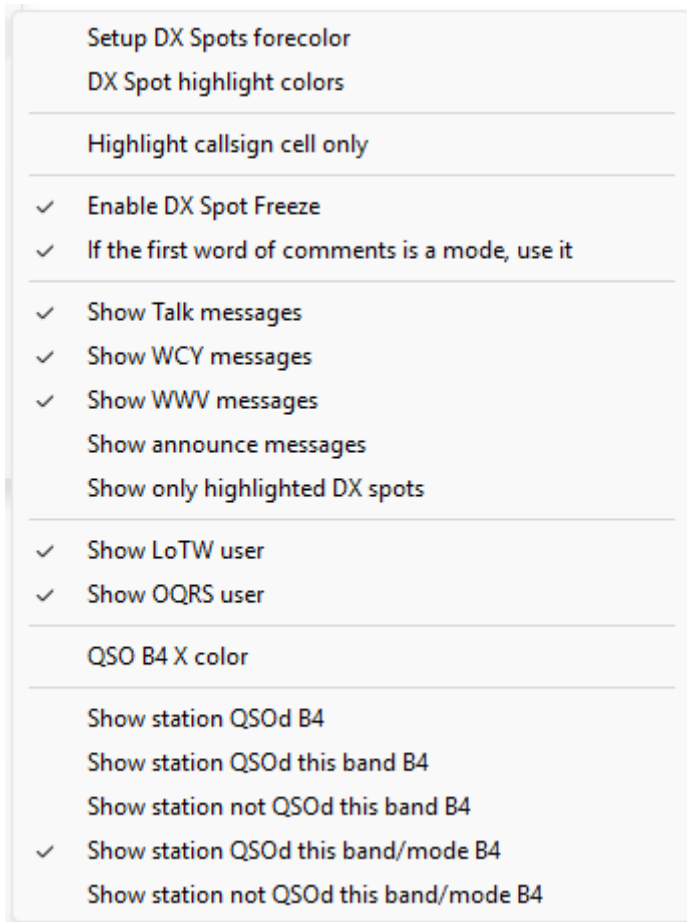 Setup DX Spots forecolor
DX Spot highlight colors
Highlight callsign cell only
Enable DX Spot Freeze
If the first word of comments is a mode, use it
Show Talk messages
Show WCY messages
Show WWV messages
Show announce messages
Show only highlighted DX spots
Show LoTW user
Show OQRS user
QSO B4 X color
Show station QSOd B4
Show station QSOd this band B4
Show station not QSOd this band B4
Show station QSOd this band/mode B4
Show station not QSOd this band/mode B4